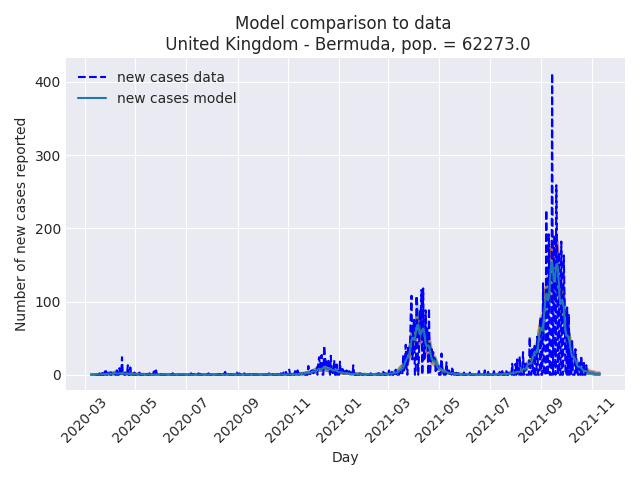 Model comparison to data
United Kingdom - Bermuda, pop. = 62273.0
new cases data
new cases model
Number of new cases reported
400
300
200
100
0
2020-03
2020-05
2020-07
2020-09
2020-11
2021-01
2021-03
2021-05
2021-07
2021-09
2021-11
Day